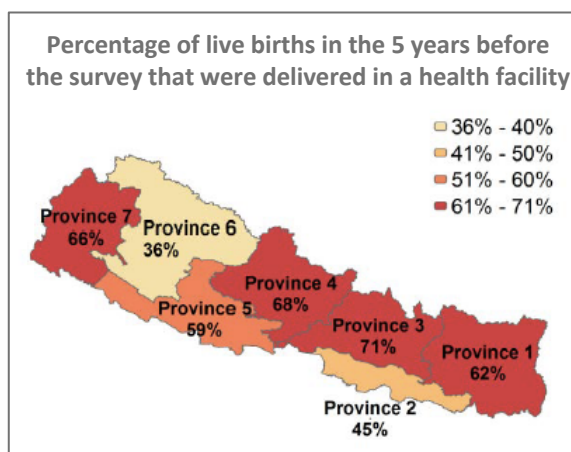 Percentage of live births in the 5 years before
the survey that were delivered in a health facility
36% - 40%
41% - 50%
51% - 60%
61% - 71%
Province 7
66%
Province 6
36%
Province 5
59%
Province 4
68%
Province 3
71%
Province 1
62%
Province 2
45%